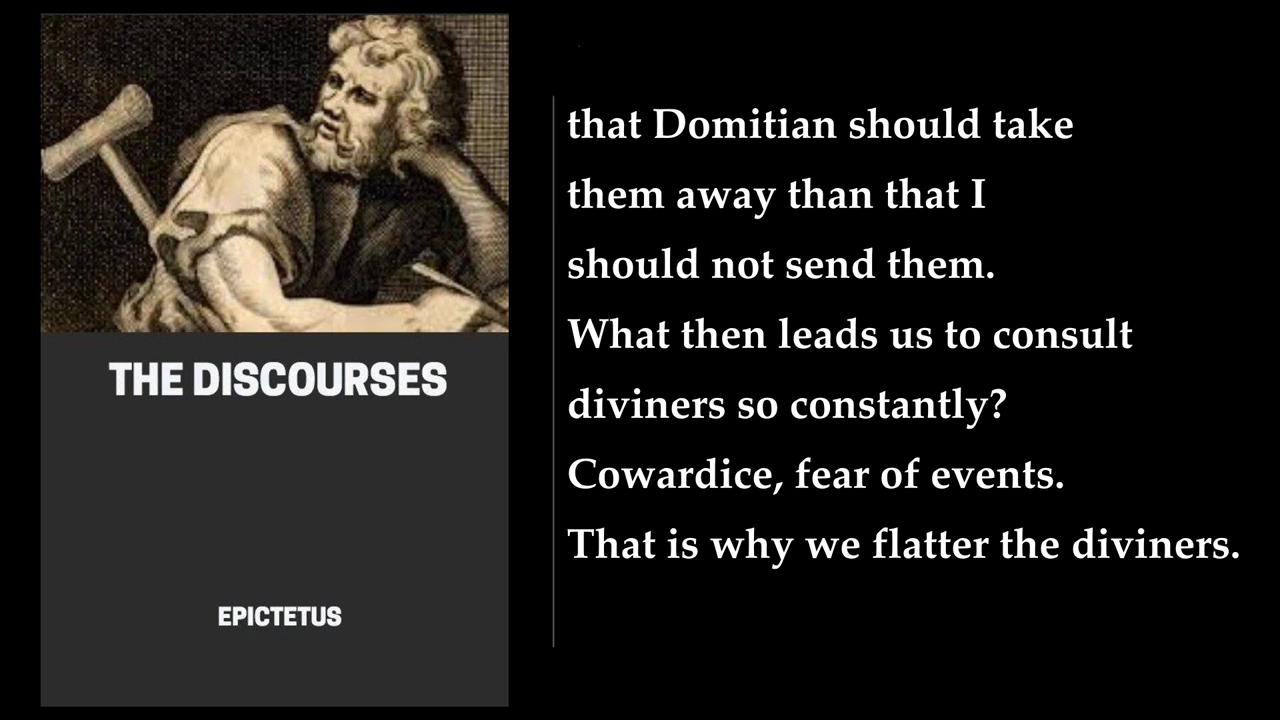 THE DISCOURSES
EPICTETUS
that Domitian should take
them away than that I
should not send them.
What then leads us to consult
diviners so constantly?
Cowardice, fear of events.
That is why we flatter the diviners.